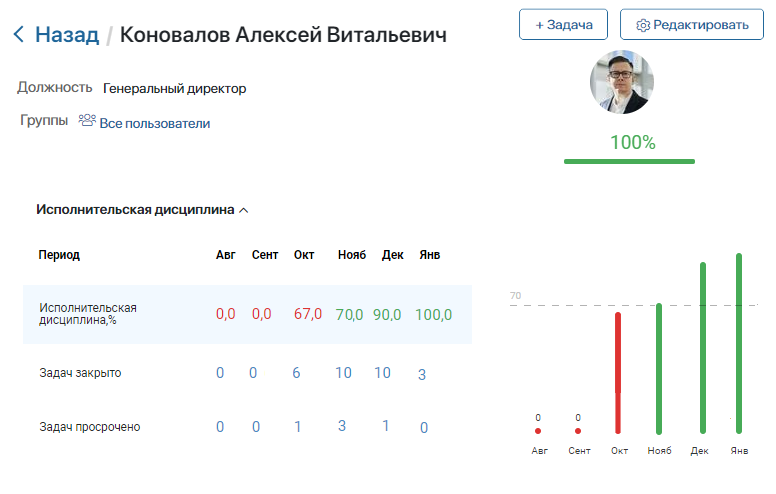 Назад / Коновалов Алексей Витальевич
+ Задача
Редактировать
Должность Генеральный директор
Группы Все пользователи
100%
Исполнительская дисциплина
Период Авг Сент Окт Нояб Дек Янв
Исполнительская
дисциплина,% 0,0 0,0 67,0 70,0 90,0 100,0
Задач закрыто 0 0 6 10 10 3
Задач просрочено 0 0 1 3 1 0
70
0 0
Авг Сент Окт Нояб Дек Янв